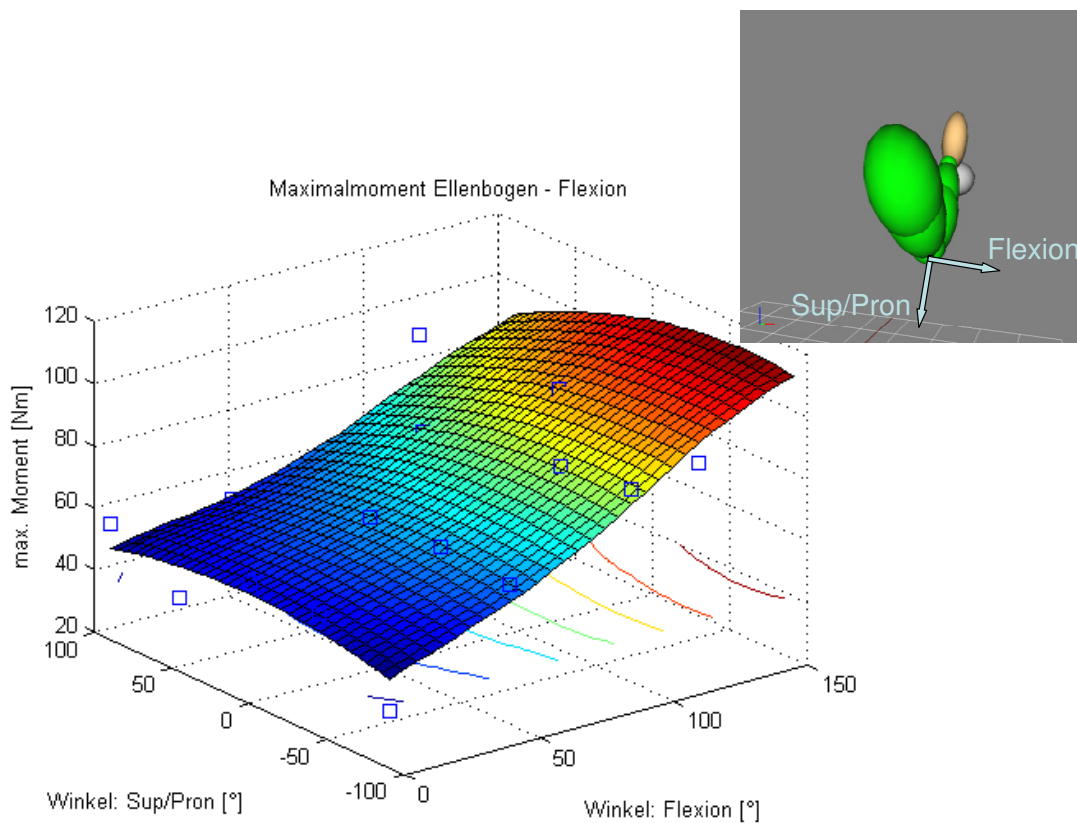 Maximalmoment Ellenbogen - Flexion
Flexion
Sup/Pron
max. Moment [Nm]
120
100
80
60
40
20
100
50
0
-50
-100
Winkel: Sup/Pron [°]
0
50
100
150
Winkel: Flexion [°]